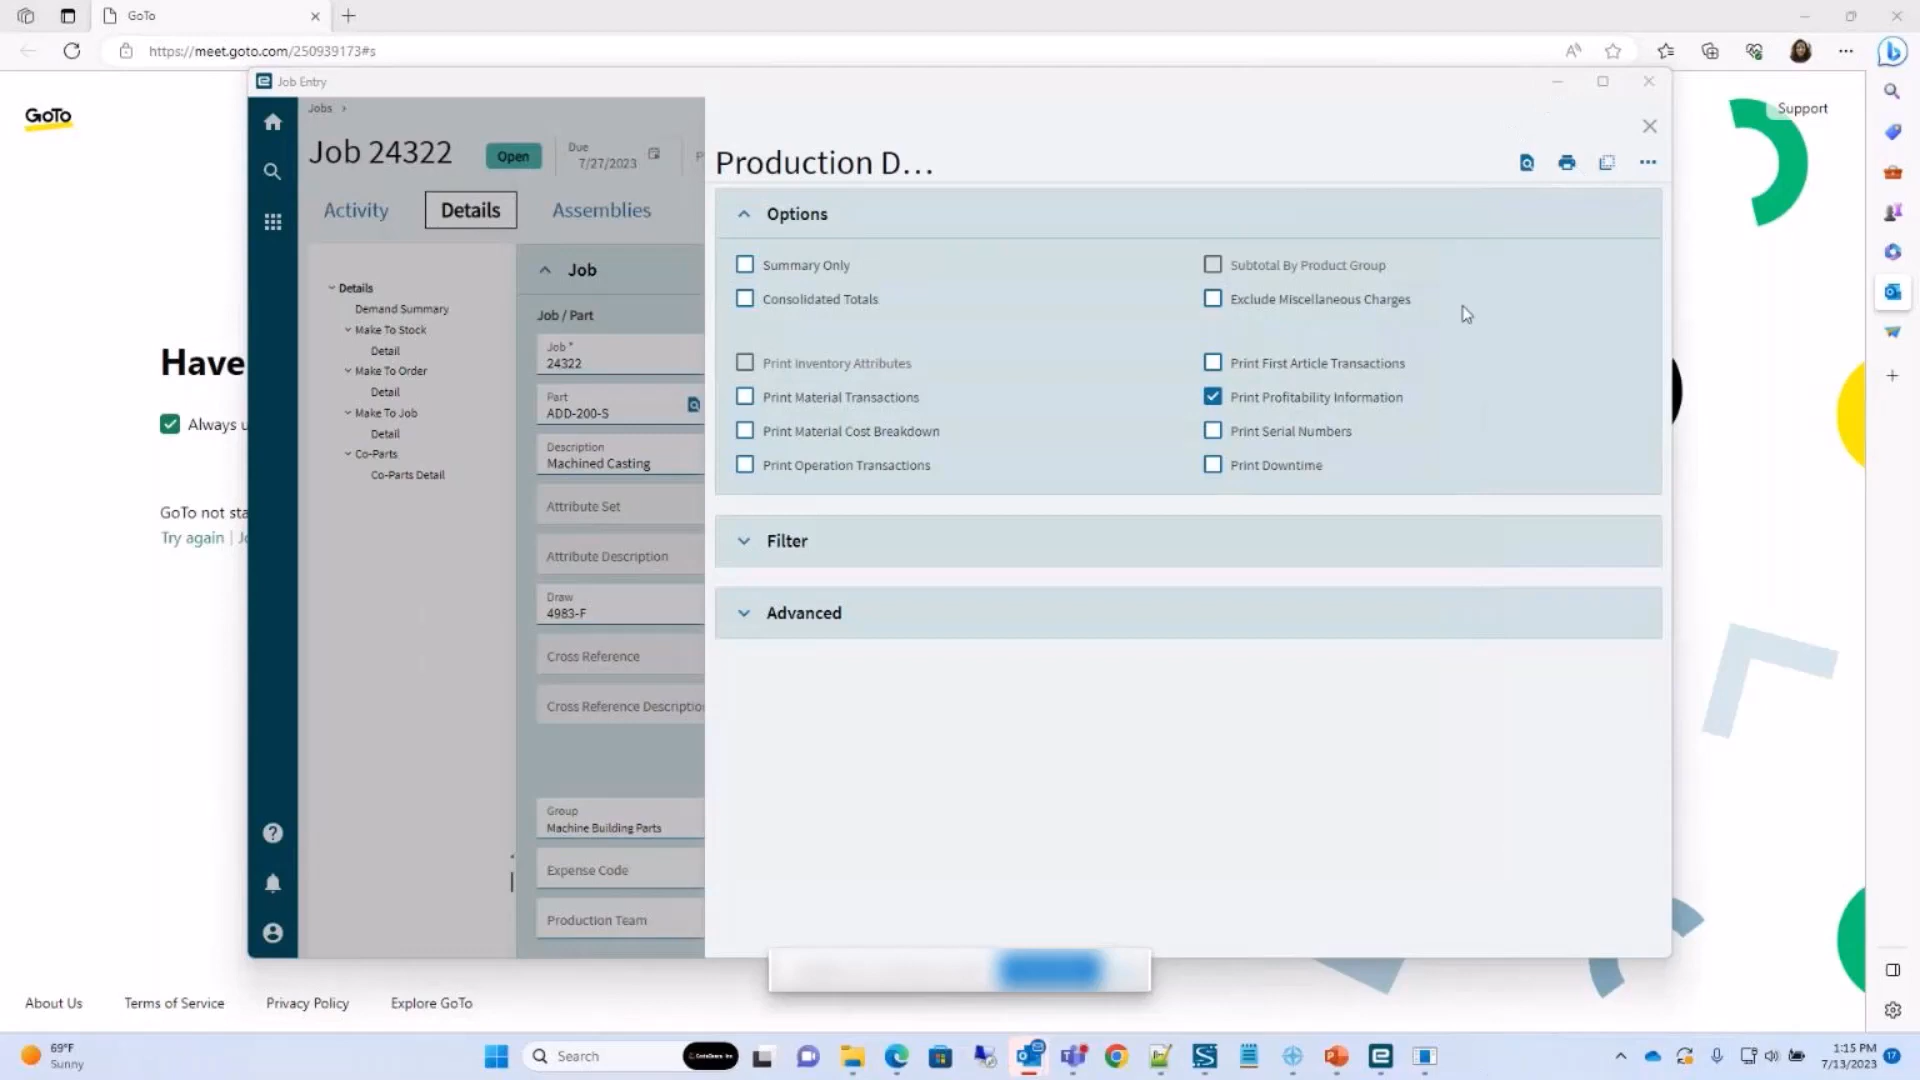 GoTo
https://meet.goto.com/250939173#s
GoTo
Support
Have
Always u
GoTo not sta
Try again | Jo
Job Entry
Jobs
Job 24322
Open
Due
7/27/2023
P
Activity
Details
Assemblies
Details
Demand Summary
Make To Stock
Detail
Make To Order
Detail
Make To Job
Detail
Co-Parts
Co-Parts Detail
Job
Job / Part
Job *
24322
Part
ADD-200-S
Description
Machined Casting
Attribute Set
Attribute Description
Draw
4983-F
Cross Reference
Cross Reference Descriptio
Group
Machine Building Parts
Expense Code
Production Team
Production D...
Options
Summary Only
Subtotal By Product Group
Consolidated Totals
Exclude Miscellaneous Charges
Print Inventory Attributes
Print First Article Transactions
Print Material Transactions
Print Profitability Information
Print Material Cost Breakdown
Print Serial Numbers
Print Operation Transactions
Print Downtime
Filter
Advanced
About Us
Terms of Service
Privacy Policy
Explore GoTo
69°F
Sunny
Search
1:15 PM
7/13/2023
17